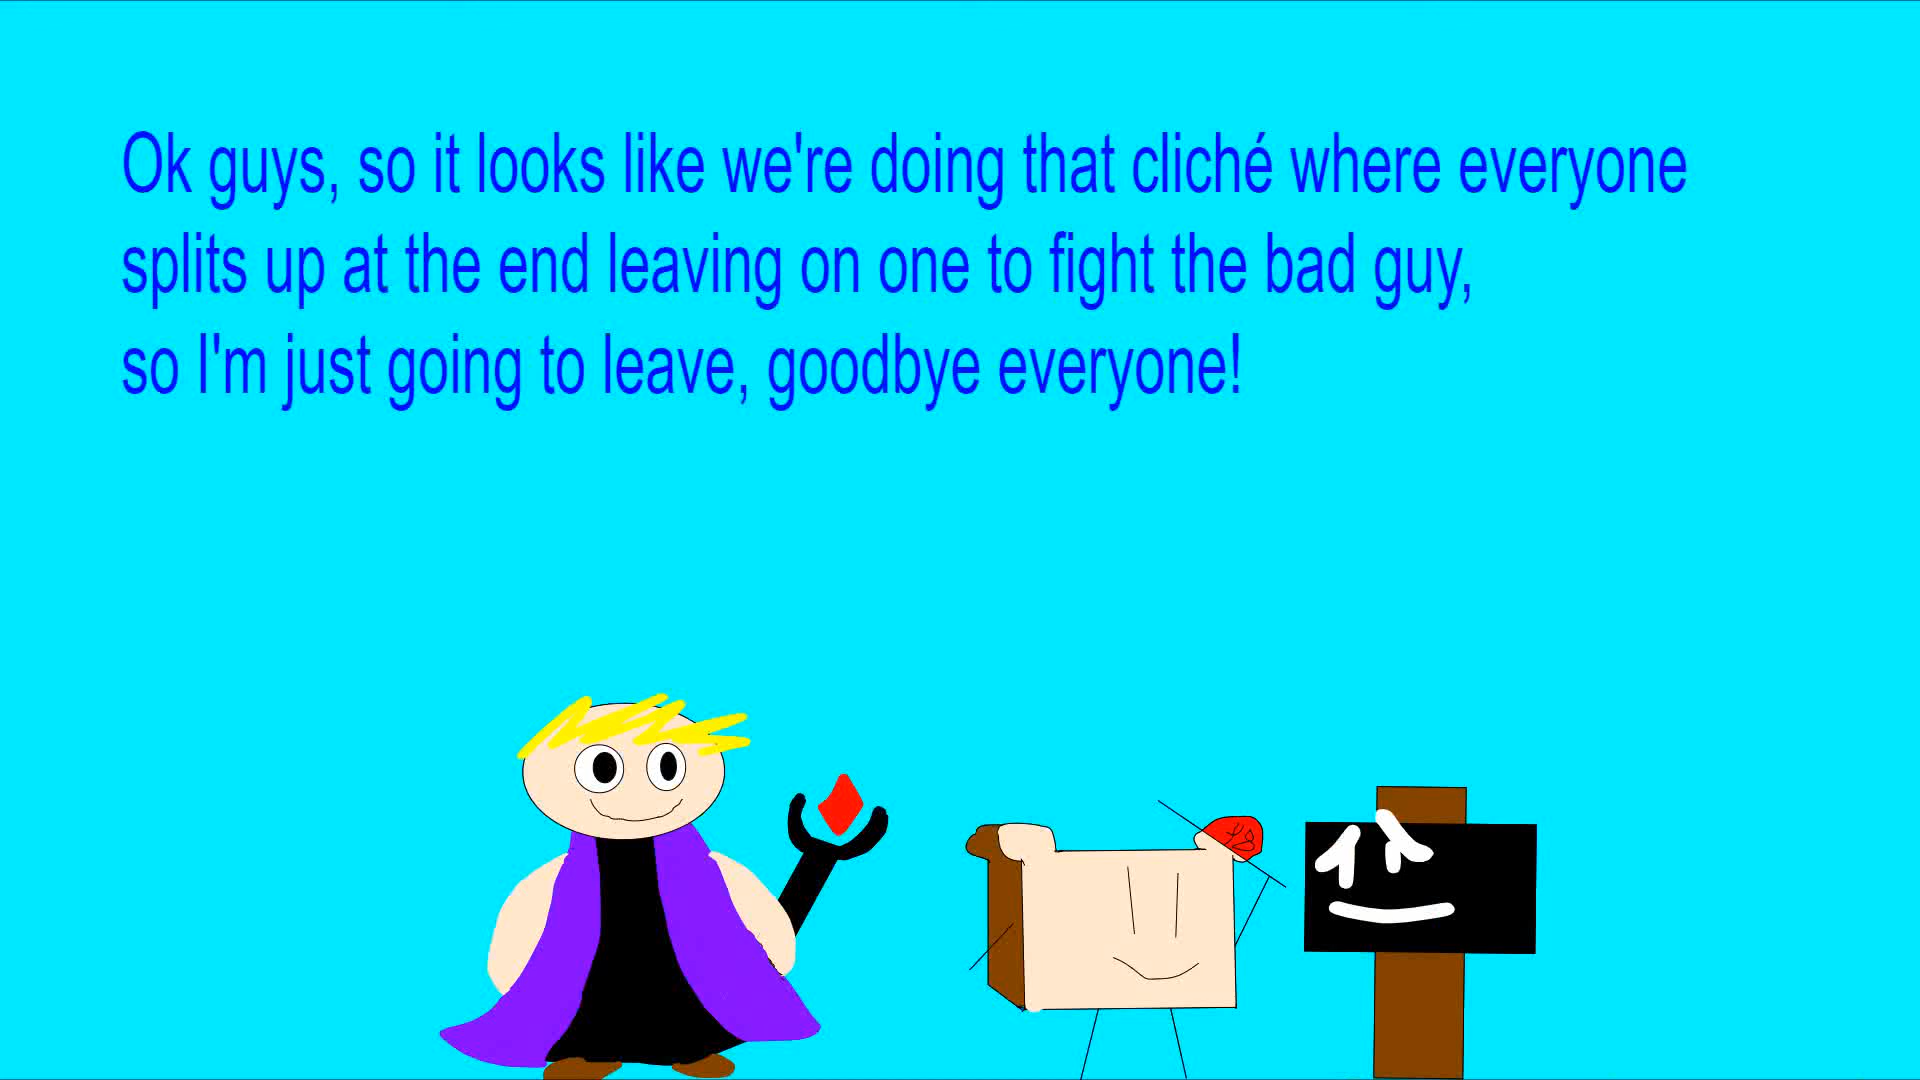 Ok guys, so it looks like we're doing that cliché where everyone
splits up at the end leaving on one to fight the bad guy,
so I'm just going to leave, goodbye everyone!